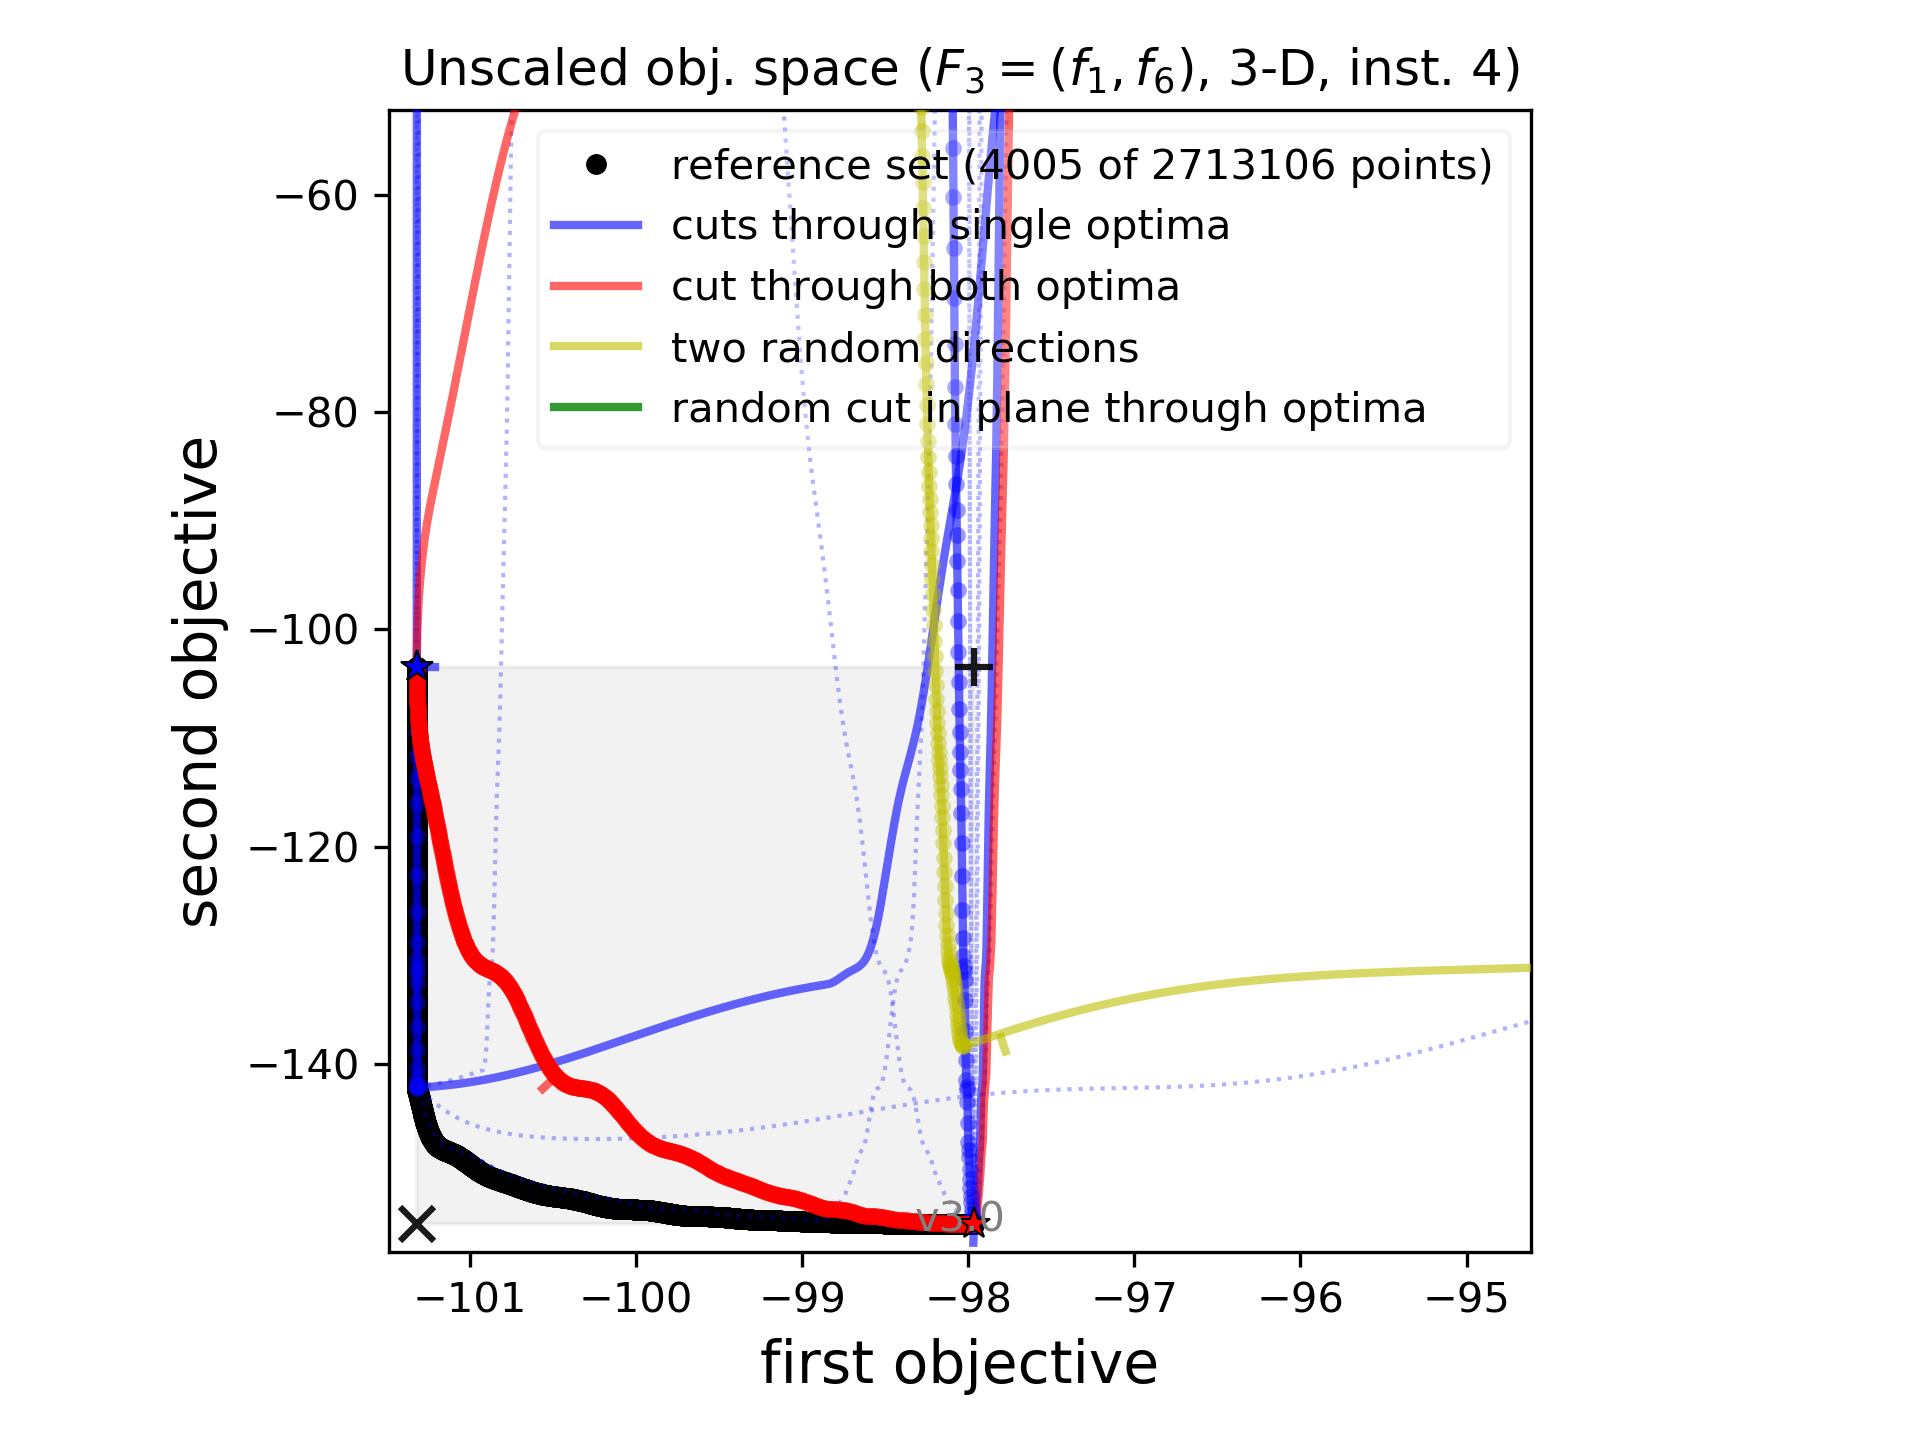 Unscaled obj. space (F₃ = (f₁, f₆), 3-D, inst. 4)
reference set (4005 of 2713106 points)
cuts through single optima
cut through both optima
two random directions
random cut in plane through optima
−60
−80
−100
−120
−140
second objective
v3.0
−101 −100 −99 −98 −97 −96 −95
first objective